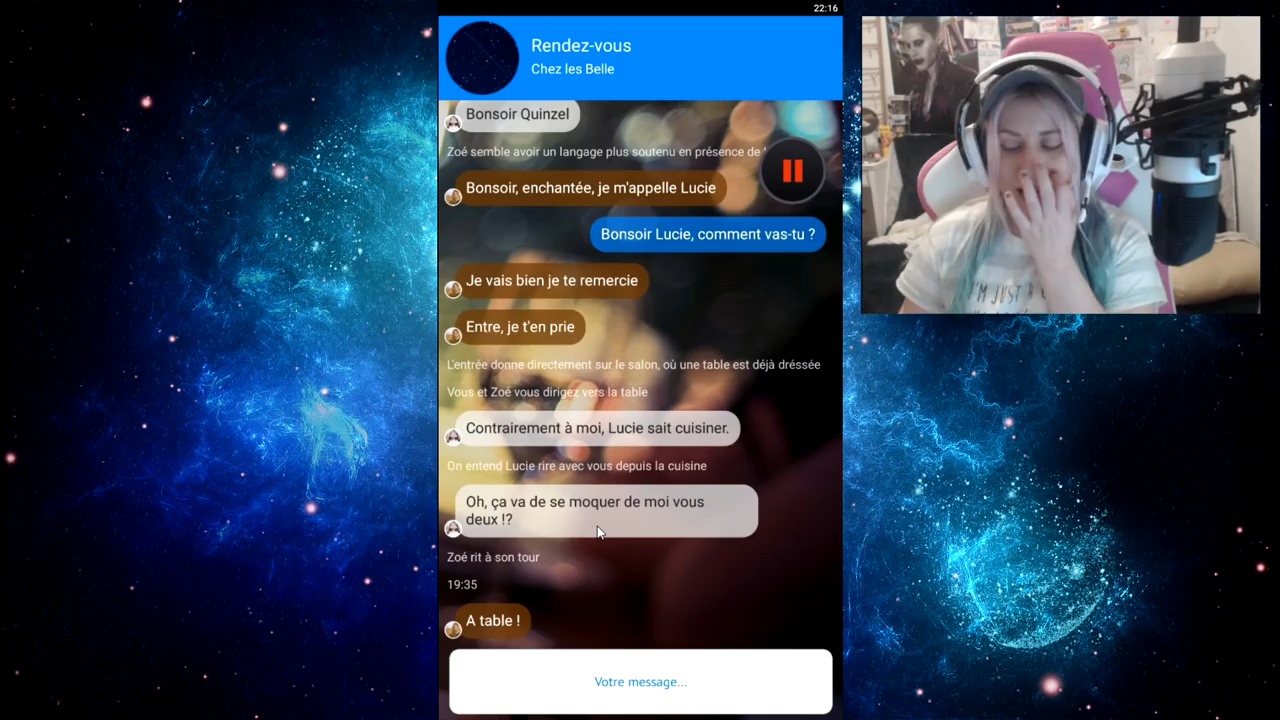 22:16
Rendez-vous
Chez les Belle
Bonsoir Quinzel
Zoé semble avoir un langage plus soutenu en présence de
Bonsoir, enchantée, je m'appelle Lucie
Bonsoir Lucie, comment vas-tu ?
Je vais bien je te remercie
Entre, je t'en prie
L'entrée donne directement sur le salon, où une table est déjà dréssée
Vous et Zoé vous dirigez vers la table
Contrairement à moi, Lucie sait cuisiner.
On entend Lucie rire avec vous depuis la cuisine
Oh, ça va de se moquer de moi vous
deux !?
Zoé rit à son tour
19:35
A table !
Votre message...
I'M JUST A